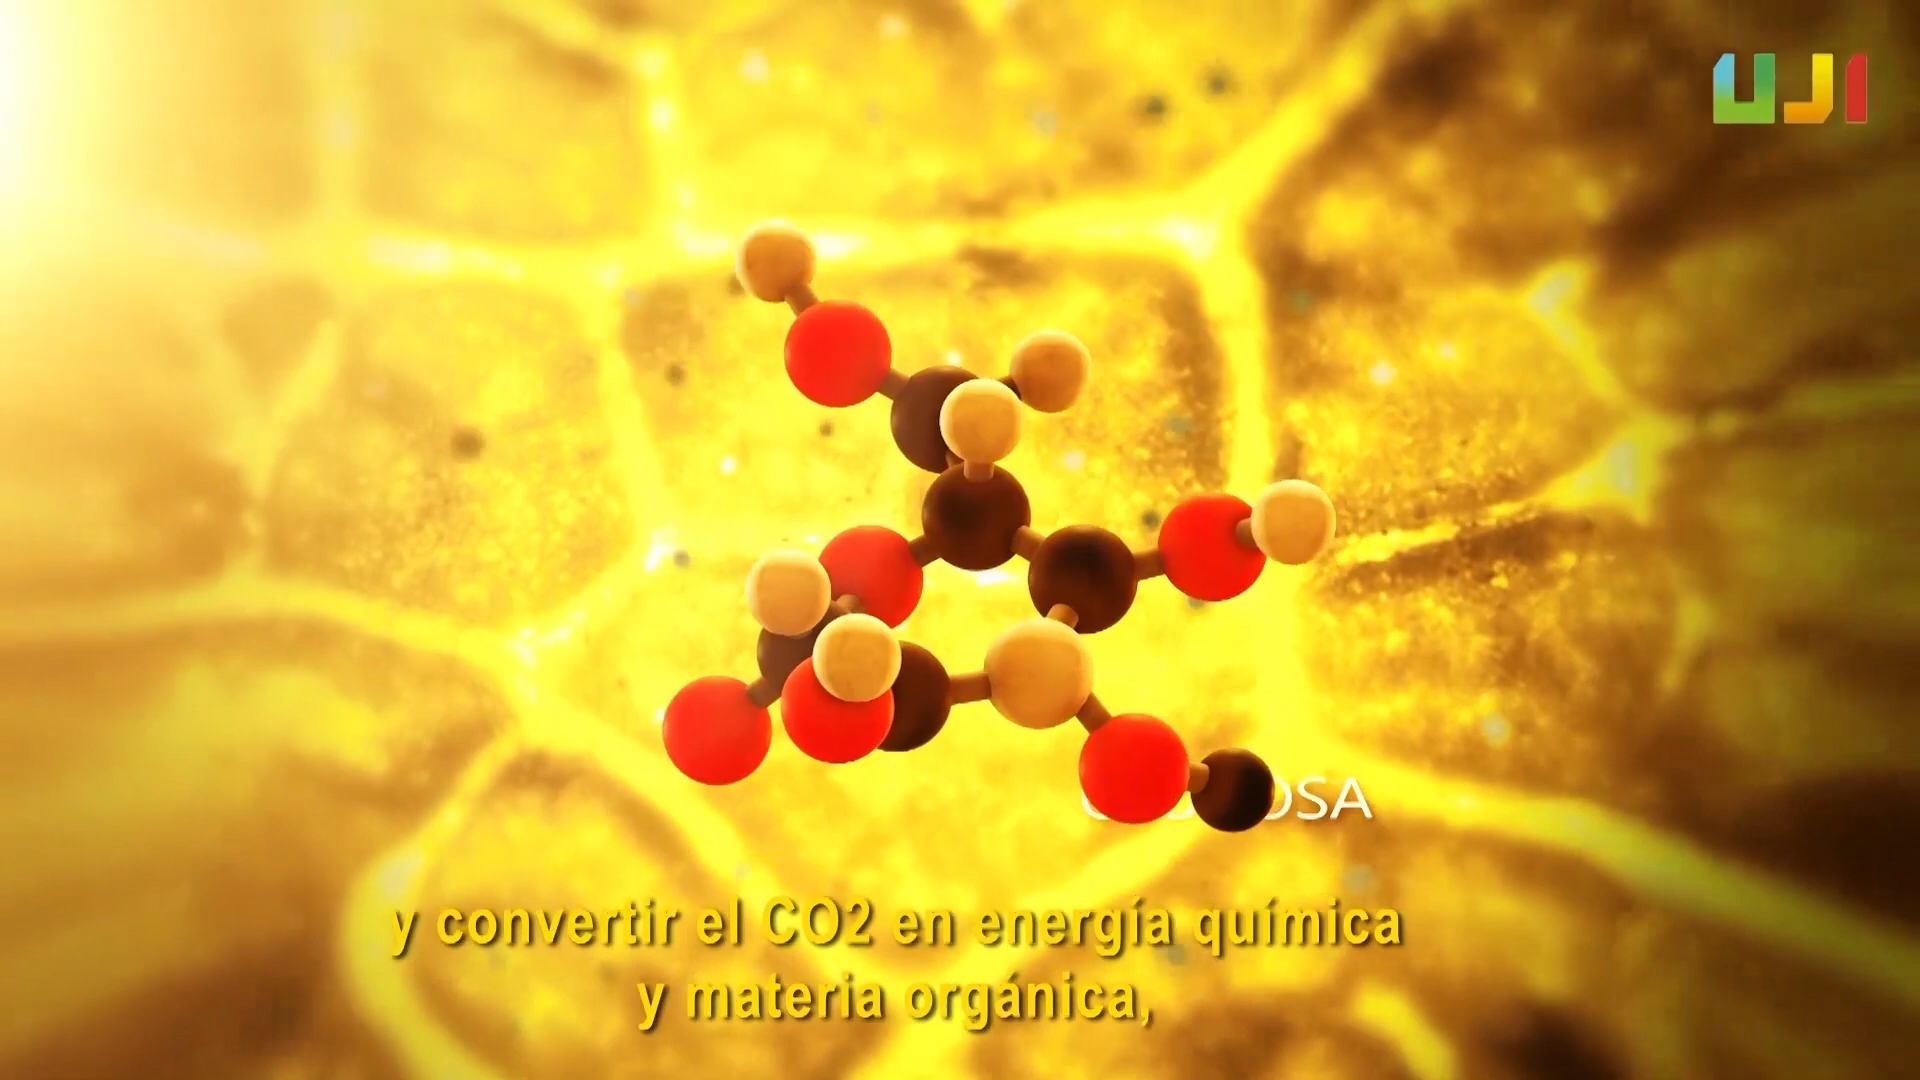 UJI
y convertir el CO2 en energía química
y materia orgánica,